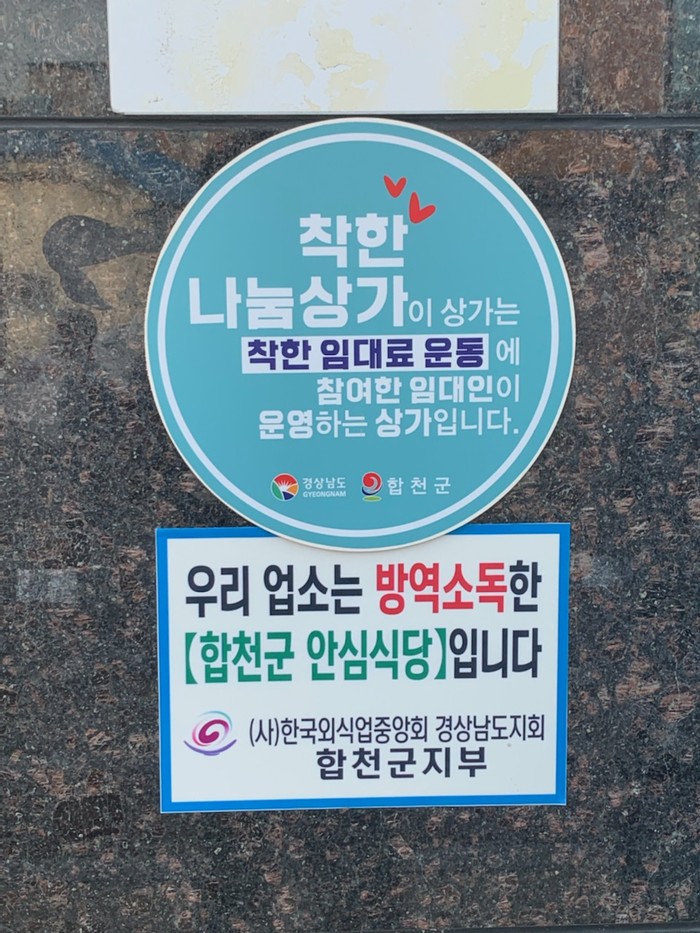 착한
나눔상가이 상가는
착한 임대료 운동에
참여한 임대인이
운영하는 상가입니다.
경상남도
GYEONGNAM
합천군
우리 업소는 방역소독한
【합천군 안심식당】입니다
(사)한국외식업중앙회 경상남도지회
합천군지부